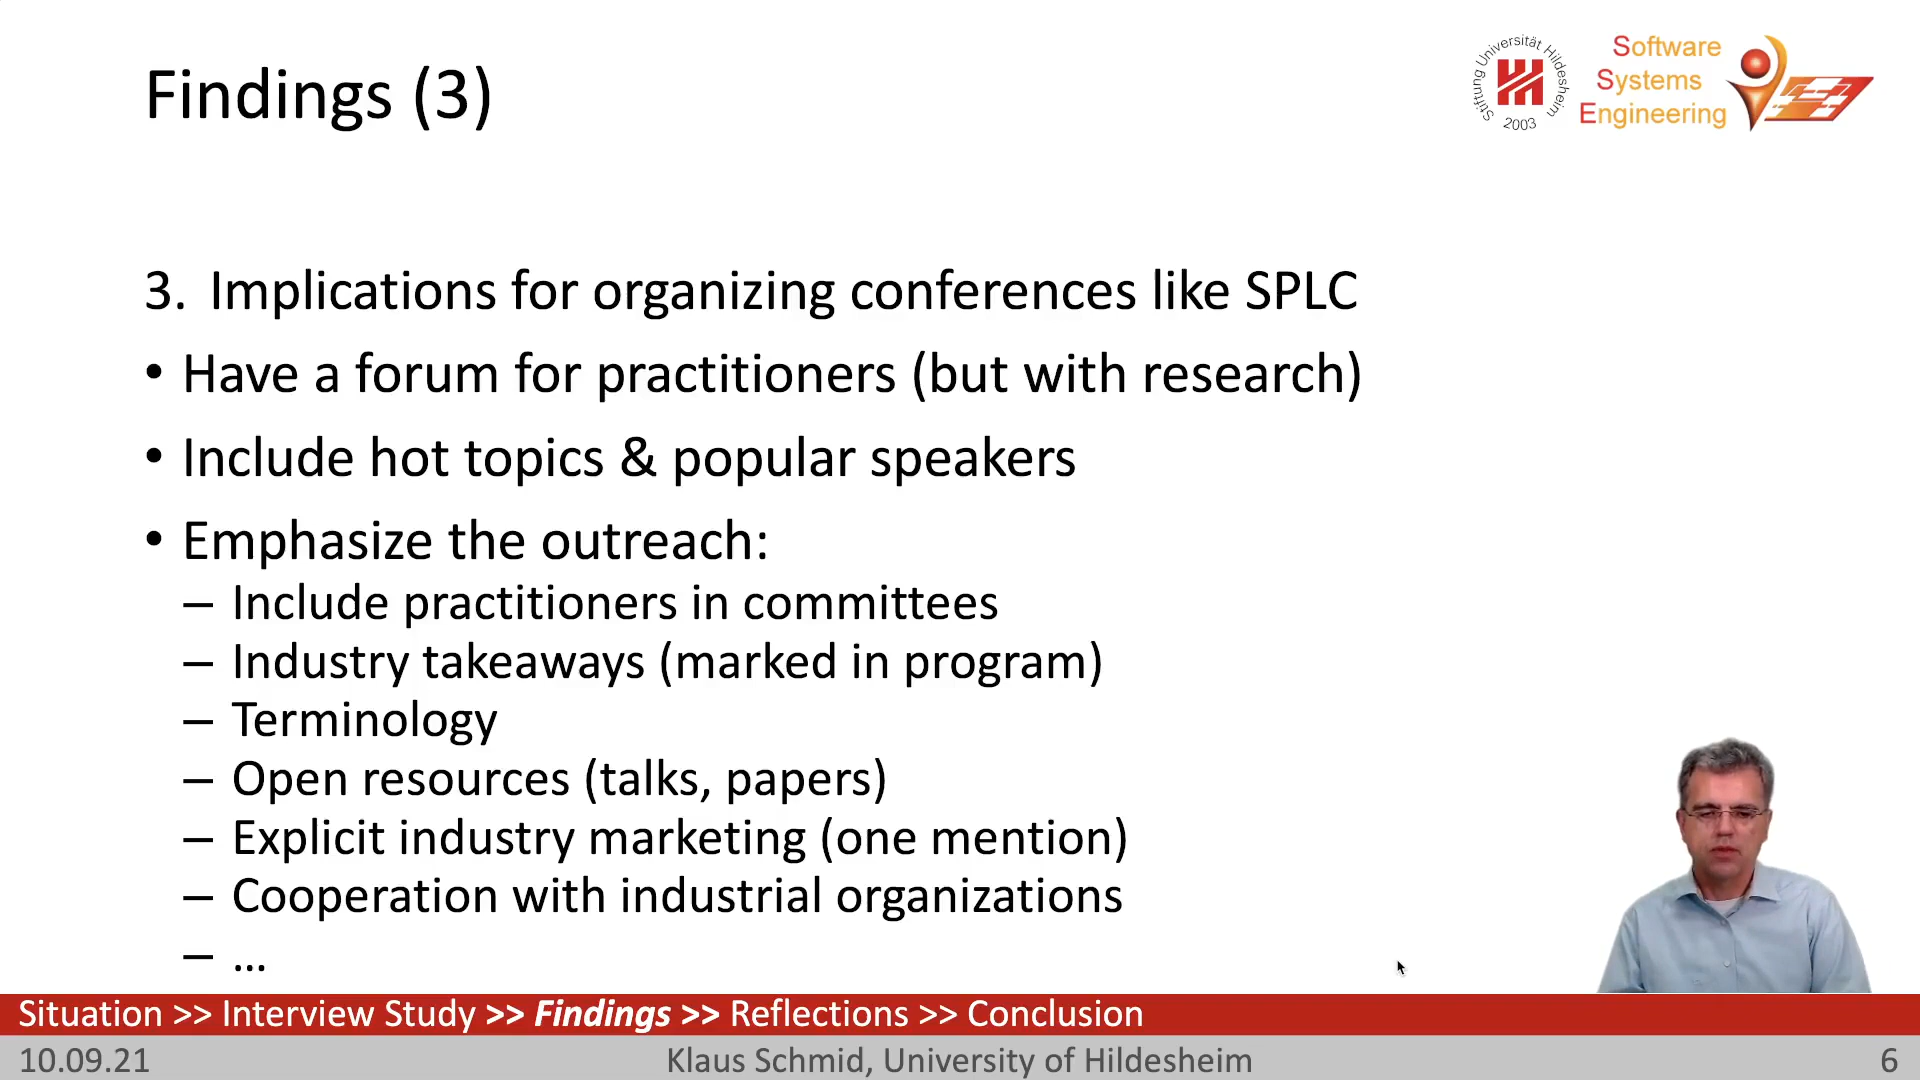 Findings (3)
Stiftung Universität Hildesheim
2003
Software
Systems
Engineering
3. Implications for organizing conferences like SPLC
• Have a forum for practitioners (but with research)
• Include hot topics & popular speakers
• Emphasize the outreach:
– Include practitioners in committees
– Industry takeaways (marked in program)
– Terminology
– Open resources (talks, papers)
– Explicit industry marketing (one mention)
– Cooperation with industrial organizations
– ...
Situation >> Interview Study >> Findings >> Reflections >> Conclusion
10.09.21 Klaus Schmid, University of Hildesheim 6